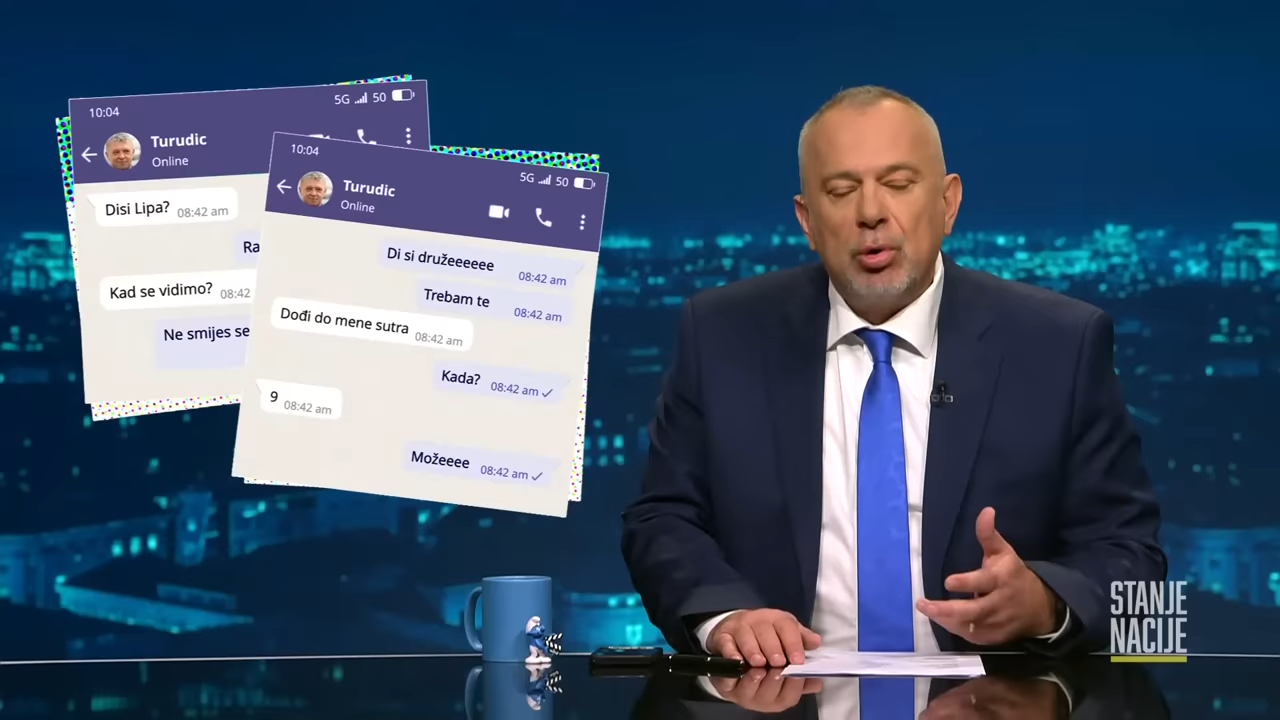 10:04
5G 50
Turudic
Online
Disi Lipa? 08:42 am
Ra
Kad se vidimo? 08:42
Ne smijes se
10:04
5G 50
Turudic
Online
Di si družeeeeee 08:42 am
Trebam te 08:42 am
Dođi do mene sutra 08:42 am
Kada? 08:42 am
9 08:42 am
Možeeee 08:42 am
STANJE
NACIJE